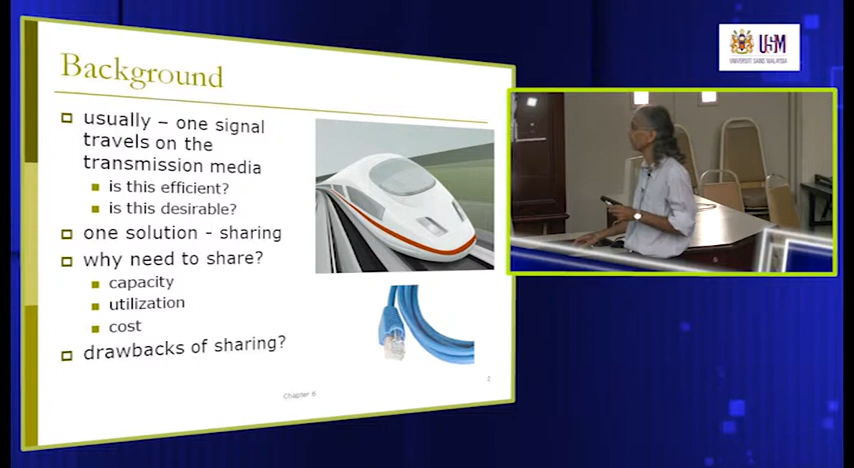 Background
usually – one signal
travels on the
transmission media
is this efficient?
is this desirable?
one solution - sharing
why need to share?
capacity
utilization
cost
drawbacks of sharing?
Chapter 6
2
USM
UNIVERSITI SAINS MALAYSIA